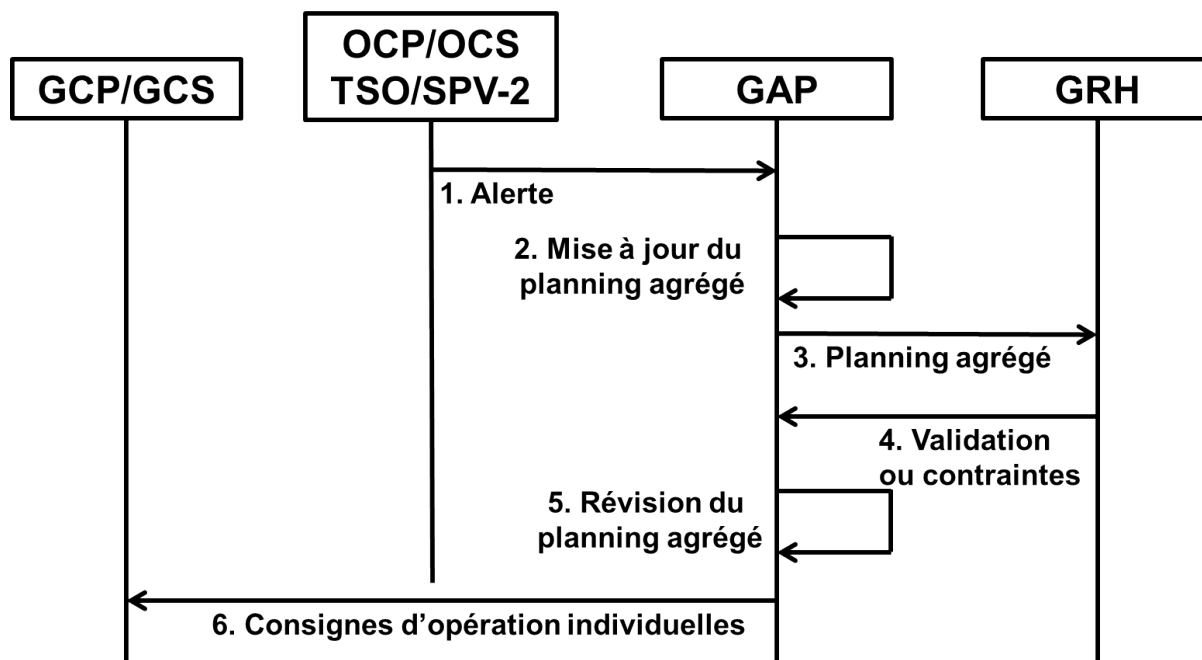 OCP/OCS
TSO/SPV-2
GCP/GCS
GAP
GRH
1. Alerte
2. Mise à jour du
planning agrégé
3. Planning agrégé
4. Validation
ou contraintes
5. Révision du
planning agrégé
6. Consignes d’opération individuelles